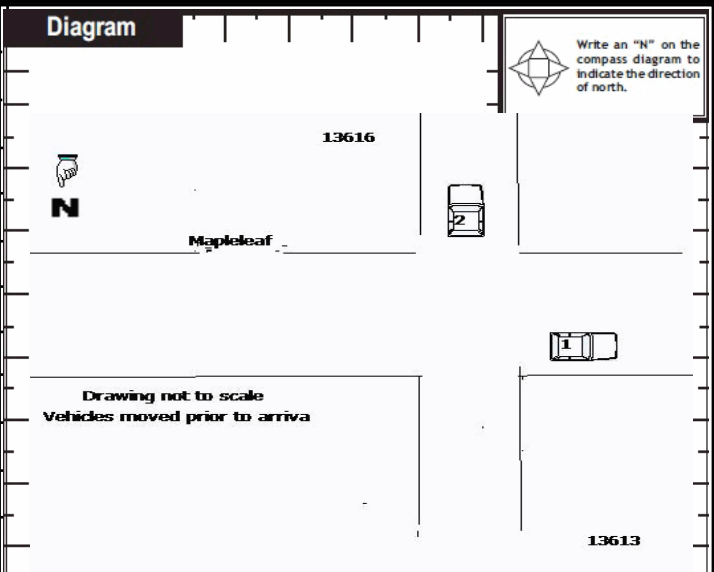 Diagram
Write an “N” on the
compass diagram to
indicate the direction
of north.
13616
N
2
Mapleleaf
1
Drawing not to scale
Vehicles moved prior to arriva
13613